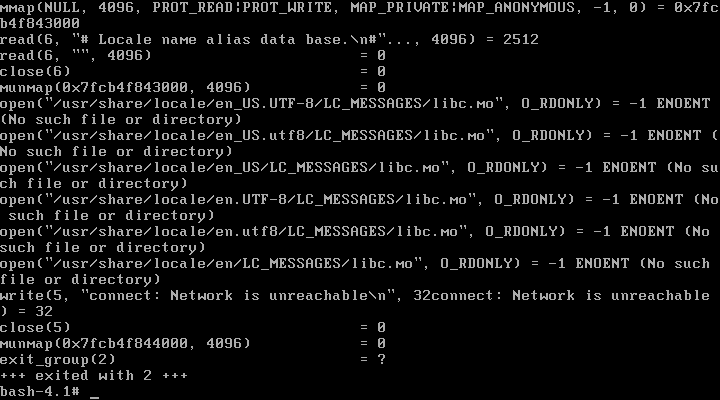 mmap(NULL, 4096, PROT_READ|PROT_WRITE, MAP_PRIVATE|MAP_ANONYMOUS, -1, 0) = 0x7fc
b4f843000
read(6, "# Locale name alias data base.\n#"..., 4096) = 2512
read(6, "", 4096)                       = 0
close(6)                                = 0
munmap(0x7fcb4f843000, 4096)            = 0
open("/usr/share/locale/en_US.UTF-8/LC_MESSAGES/libc.mo", O_RDONLY) = -1 ENOENT
(No such file or directory)
open("/usr/share/locale/en_US.utf8/LC_MESSAGES/libc.mo", O_RDONLY) = -1 ENOENT (
No such file or directory)
open("/usr/share/locale/en_US/LC_MESSAGES/libc.mo", O_RDONLY) = -1 ENOENT (No su
ch file or directory)
open("/usr/share/locale/en.UTF-8/LC_MESSAGES/libc.mo", O_RDONLY) = -1 ENOENT (No
 such file or directory)
open("/usr/share/locale/en.utf8/LC_MESSAGES/libc.mo", O_RDONLY) = -1 ENOENT (No
such file or directory)
open("/usr/share/locale/en/LC_MESSAGES/libc.mo", O_RDONLY) = -1 ENOENT (No such
file or directory)
write(5, "connect: Network is unreachable\n", 32connect: Network is unreachable
) = 32
close(5)                                = 0
munmap(0x7fcb4f844000, 4096)            = 0
exit_group(2)                           = ?
+++ exited with 2 +++
bash-4.1# _